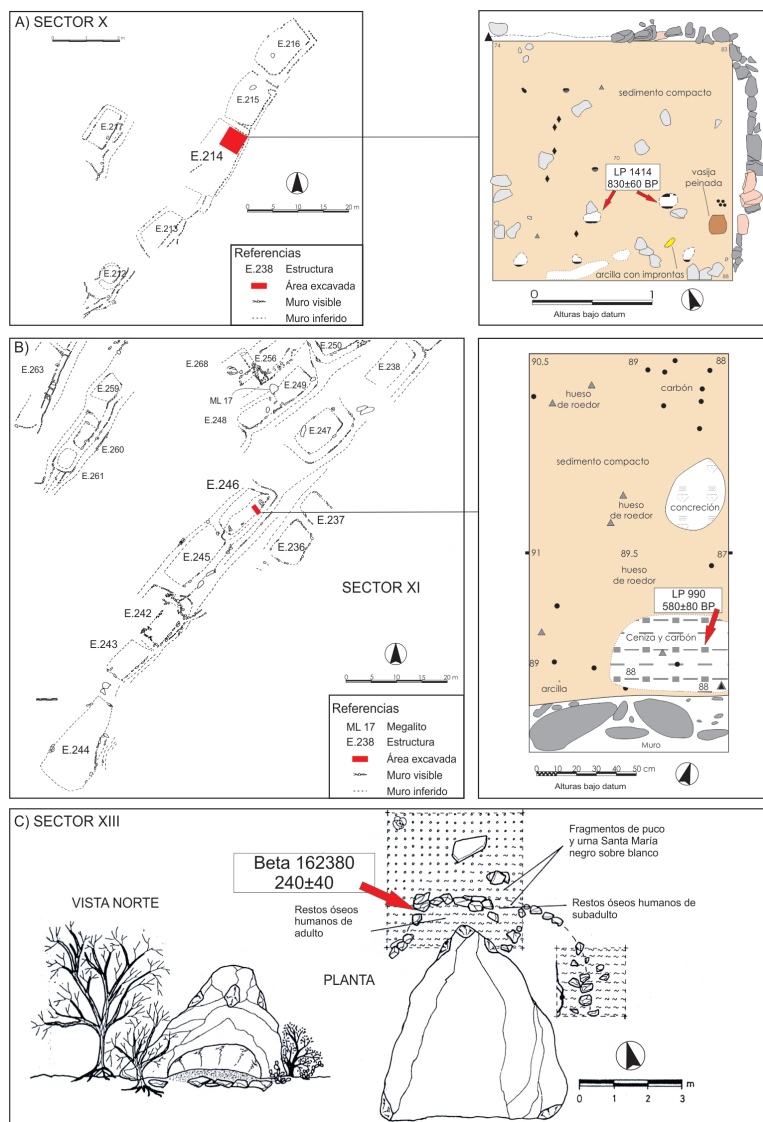 A) SECTOR X
0 1 2 m
E.216
E.215
E.217
E.214
E.213
E.212
0 5 10 15 20 m
Referencias
E.238 Estructura
Área excavada
Muro visible
Muro inferido
74
83
sedimento compacto
70
LP 1414
830±60 BP
vasija
peinada
arcilla con improntas
88
0 1
Alturas bajo datum
B)
E.263
E.259
E.260
E.261
E.268
E.256
E.250
E.238
ML 17
E.249
E.248
E.247
E.246
E.237
E.236
E.245
SECTOR XI
E.242
E.243
E.244
0 5 10 15 20 m
Referencias
ML 17 Megalito
E.238 Estructura
Área excavada
Muro visible
Muro inferido
90.5
89
88
hueso
de roedor
carbón
sedimento compacto
concreción
hueso
de roedor
91
89.5
87
hueso
de roedor
LP 990
580±80 BP
Ceniza y carbón
89
88
88
arcilla
Muro
0 10 20 30 40 50 cm
Alturas bajo datum
C) SECTOR XIII
Fragmentos de puco
y urna Santa María
negro sobre blanco
Beta 162380
240±40
VISTA NORTE
Restos óseos
humanos de
adulto
Restos óseos humanos de
subadulto
PLANTA
0 1 2 3 m